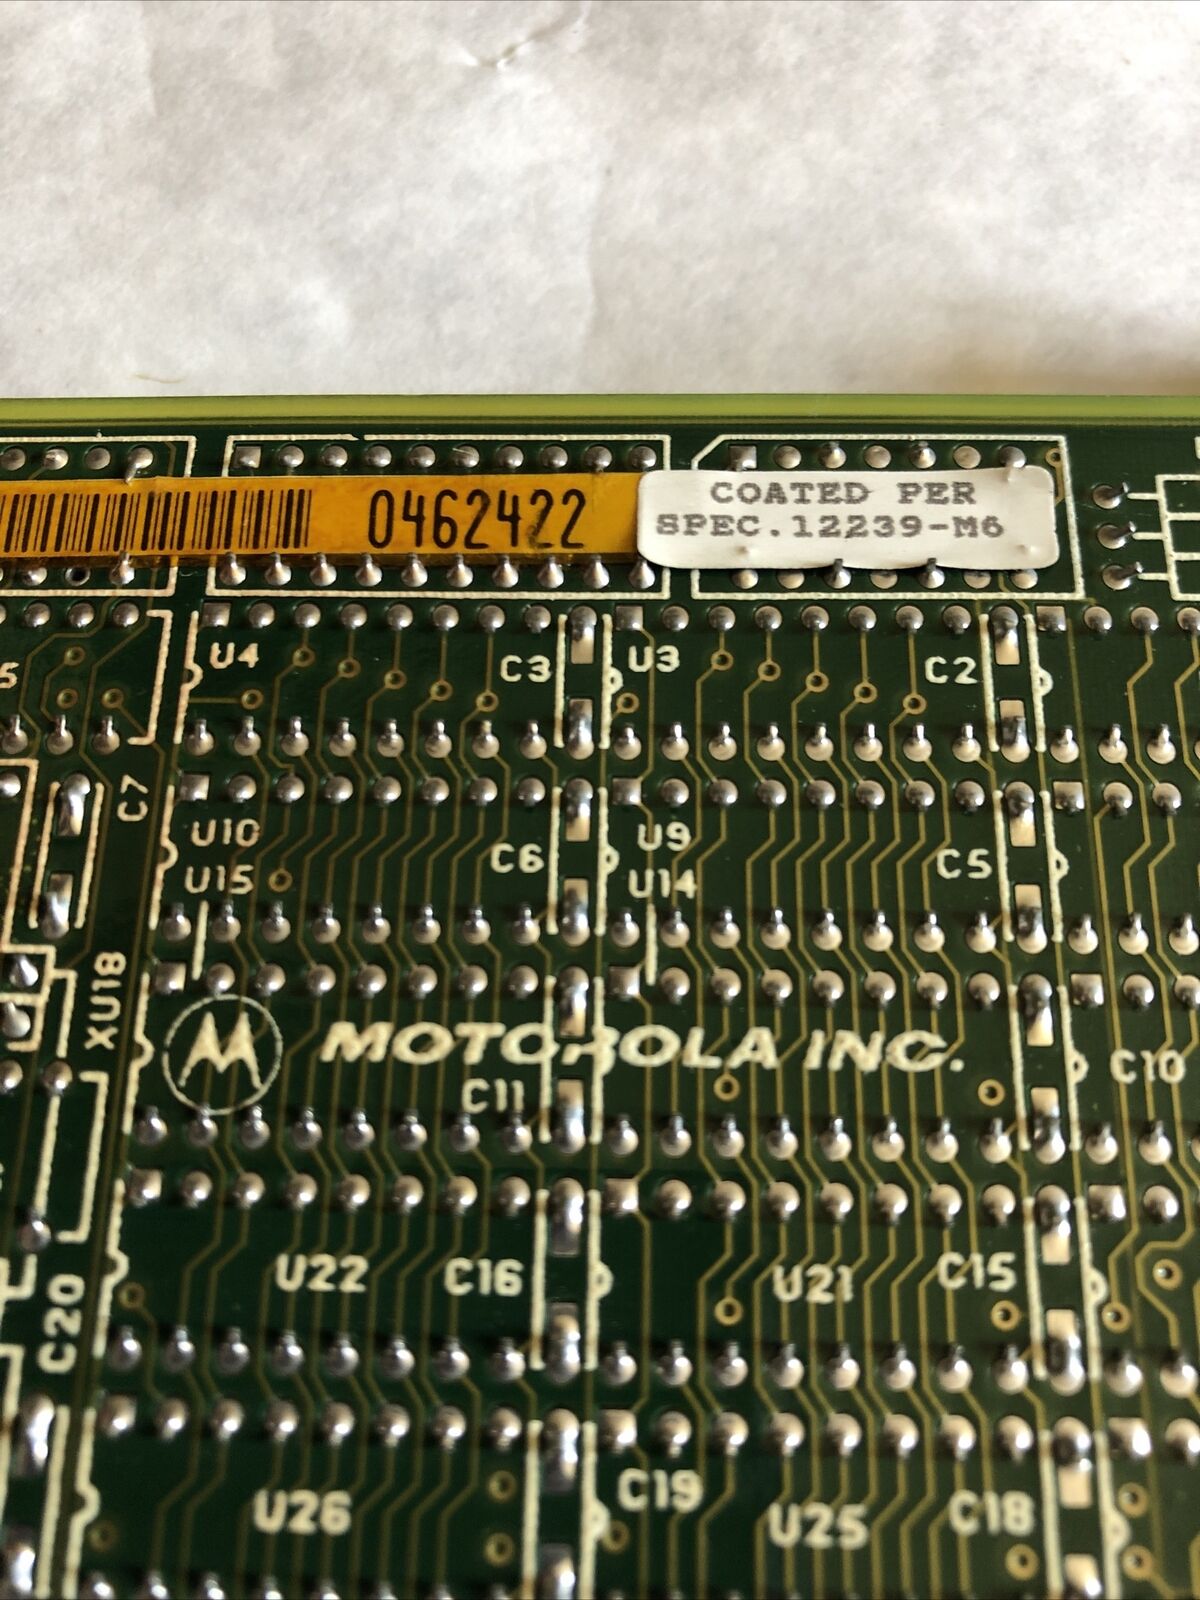 0462422
COATED PER
SPEC.12239-M6
U4
C3
U3
C2
5
C7
U10
C6
U9
C5
U15
U14
XU18
MOTOROLA INC.
C11
C10
U22
C16
U21
C15
C20
U26
C19
U25
C18